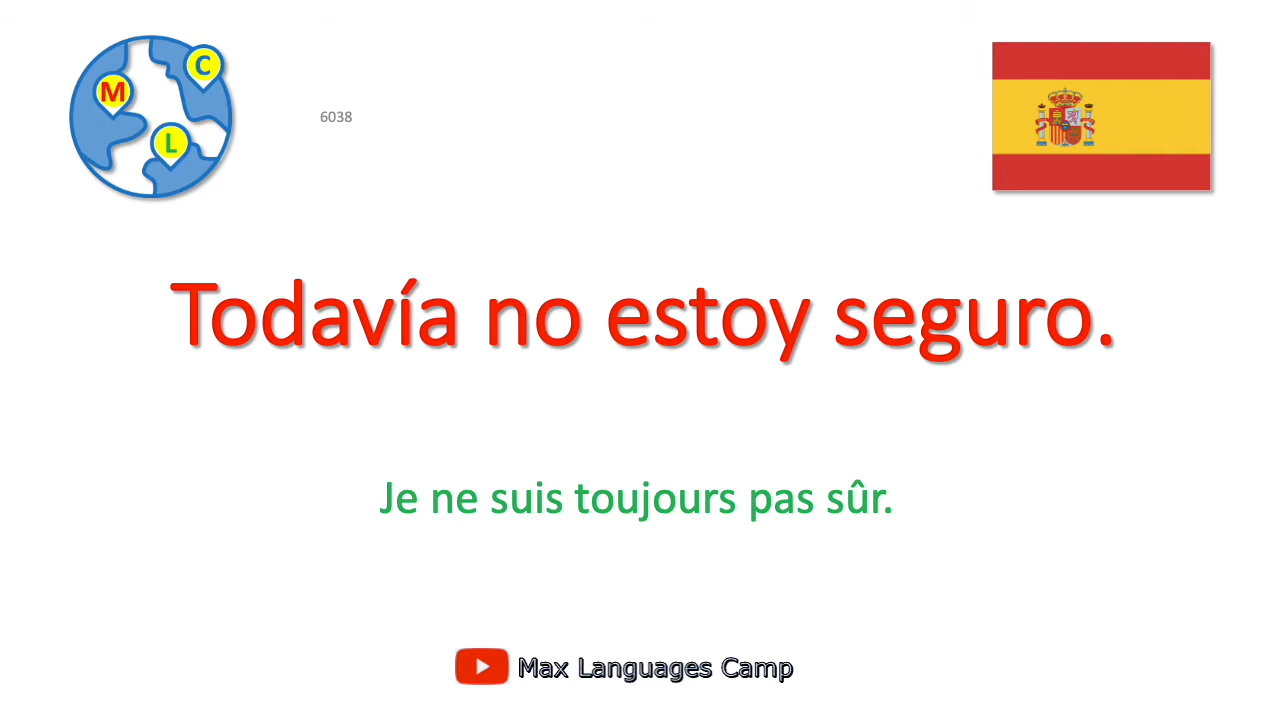 M
C
L
6038
Todavía no estoy seguro.
Je ne suis toujours pas sûr.
Max Languages Camp